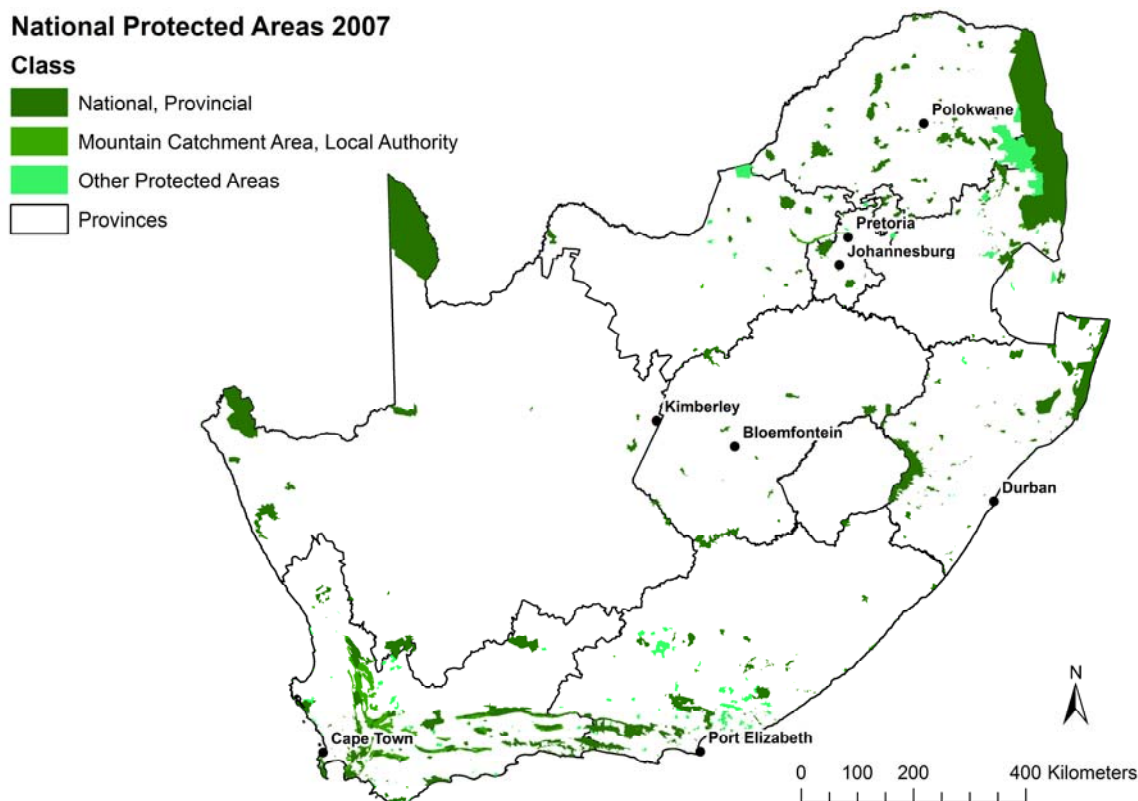 National Protected Areas 2007
Class
National, Provincial
Mountain Catchment Area, Local Authority
Other Protected Areas
Provinces
Polokwane
Pretoria
Johannesburg
Kimberley
Bloemfontein
Durban
N
Cape Town
Port Elizabeth
0 100 200 400 Kilometers